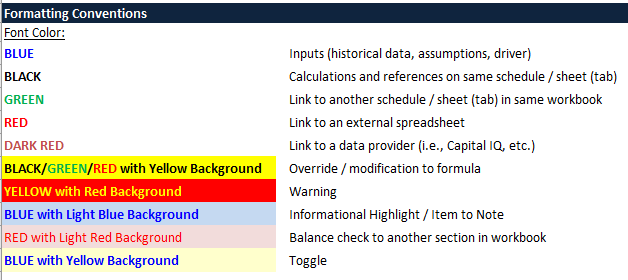 Formatting Conventions
Font Color:
BLUE Inputs (historical data, assumptions, driver)
BLACK Calculations and references on same schedule / sheet (tab)
GREEN Link to another schedule / sheet (tab) in same workbook
RED Link to an external spreadsheet
DARK RED Link to a data provider (i.e., Capital IQ, etc.)
BLACK/GREEN/RED with Yellow Background Override / modification to formula
YELLOW with Red Background Warning
BLUE with Light Blue Background Informational Highlight / Item to Note
RED with Light Red Background Balance check to another section in workbook
BLUE with Yellow Background Toggle